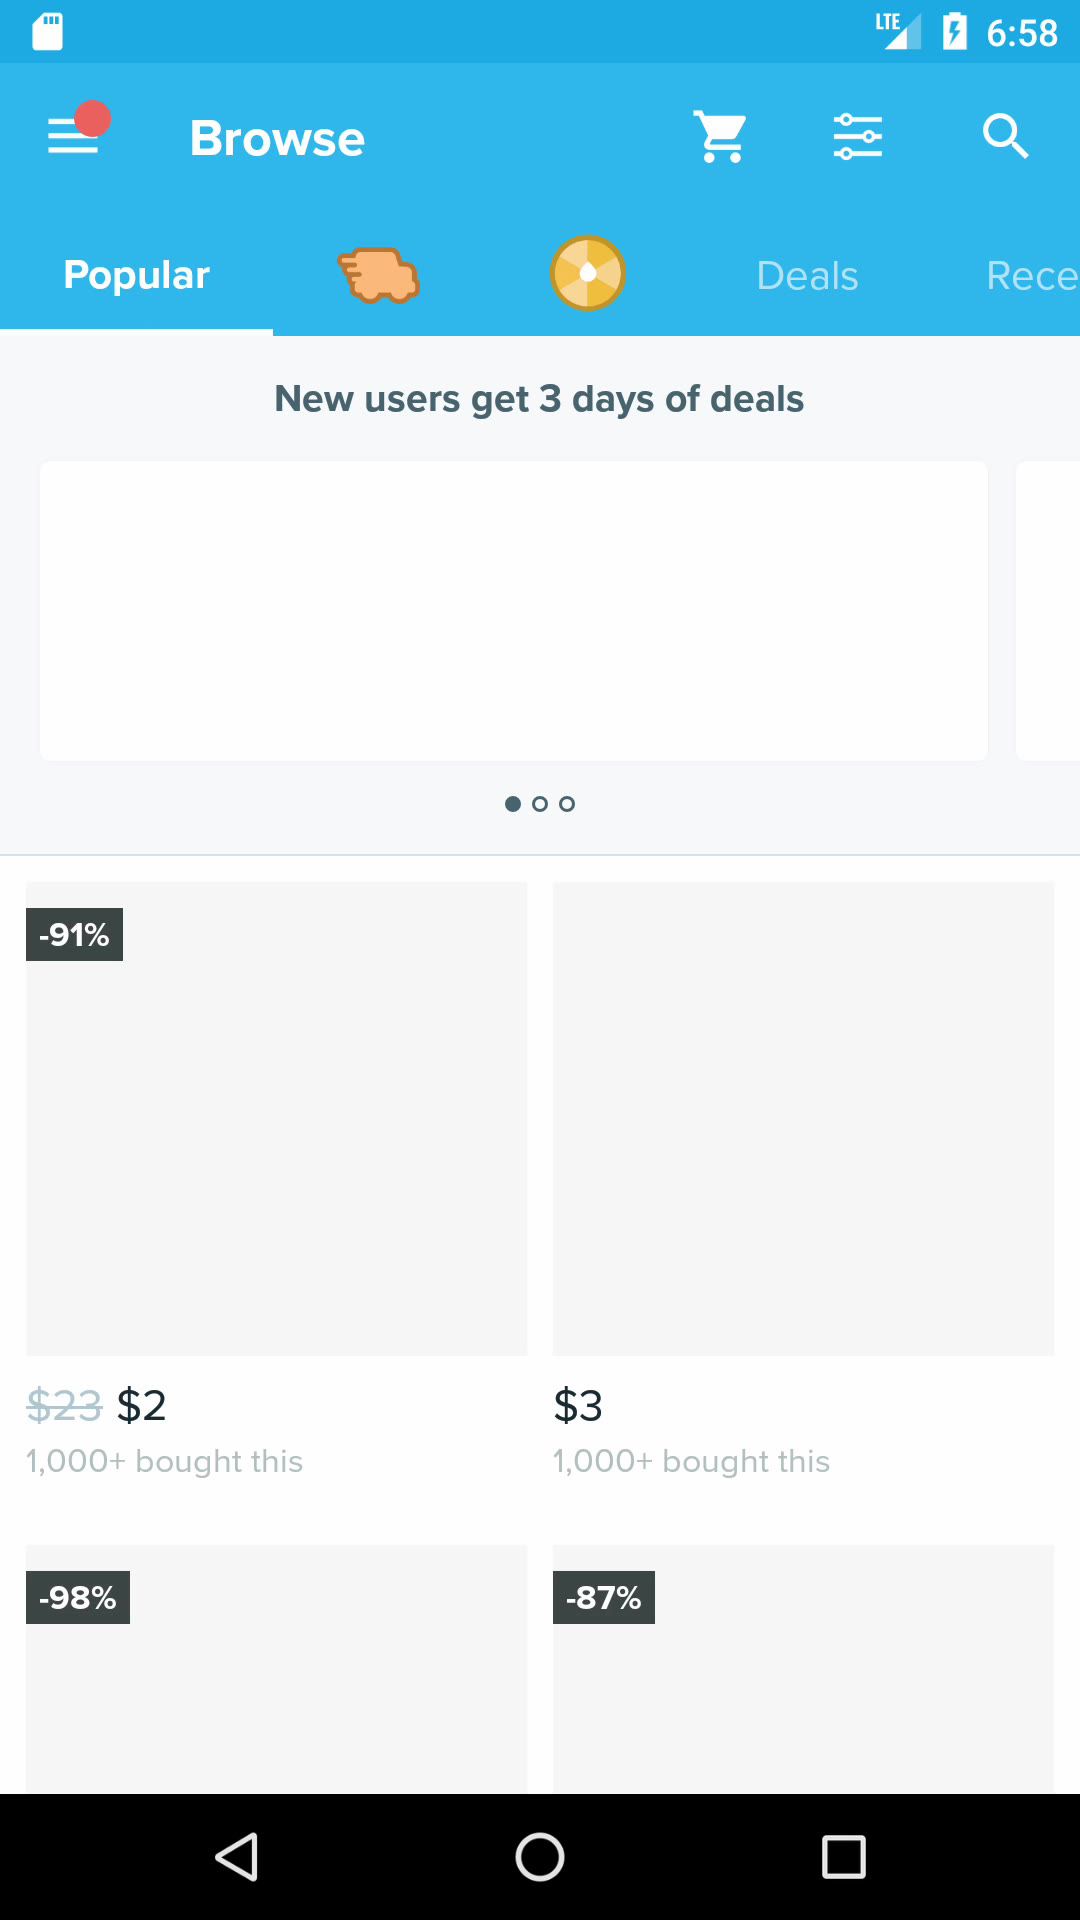 LTE 6:58
Browse
Popular Deals Rece
New users get 3 days of deals
-91%
$23 $2 $3
1,000+ bought this 1,000+ bought this
-98% -87%